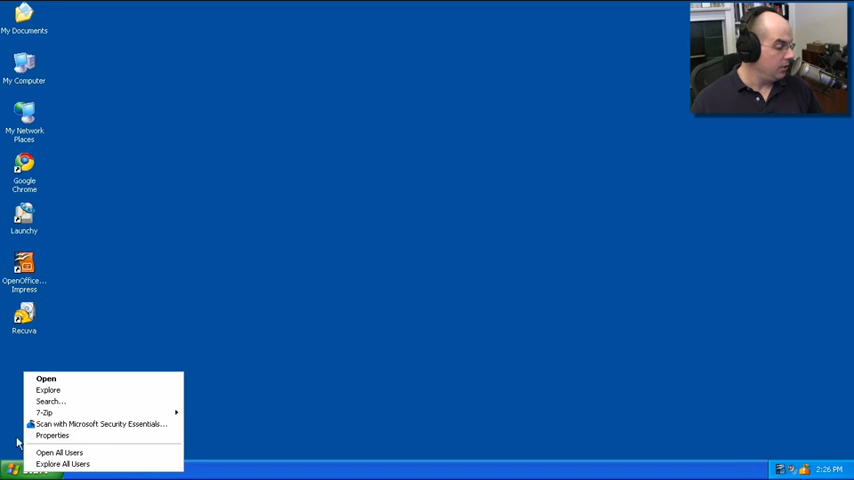 My Documents
My Computer
My Network
Places
Google
Chrome
Launchy
OpenOffice...
Impress
Recuva
Open
Explore
Search...
7-Zip
Scan with Microsoft Security Essentials...
Properties
Open All Users
Explore All Users
2:26 PM